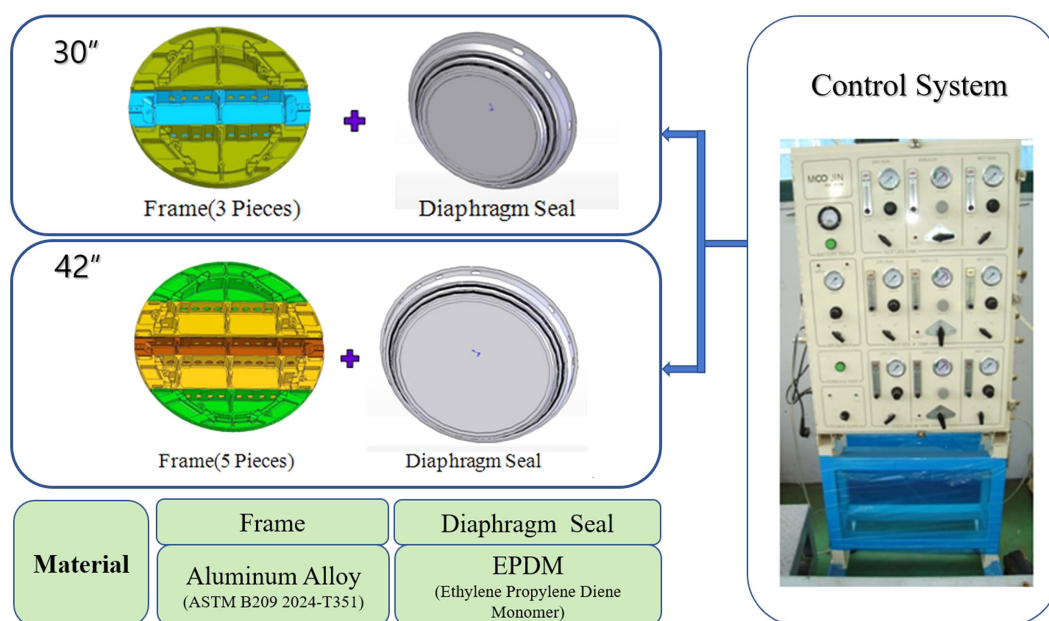 30"
Frame(3 Pieces)
Diaphragm Seal
42"
Frame(5 Pieces)
Diaphragm Seal
Material
Frame
Diaphragm Seal
Aluminum Alloy
(ASTM B209 2024-T351)
EPDM
(Ethylene Propylene Diene
Monomer)
Control System
MOOJIN